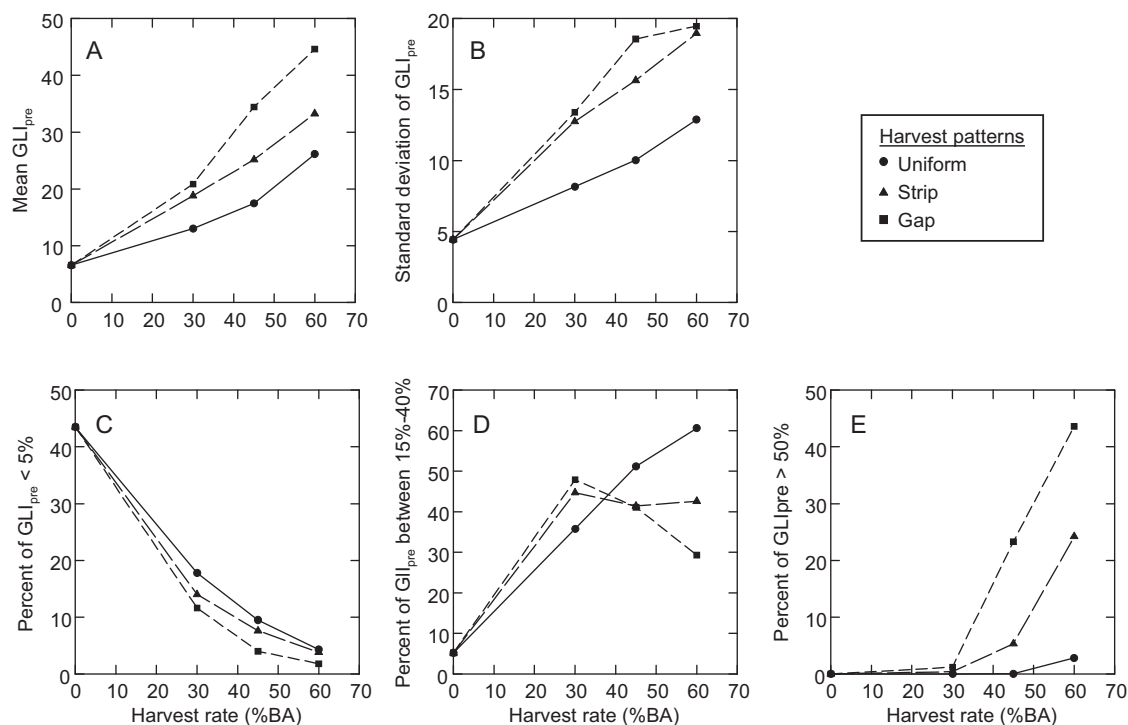 A
Mean GLIpre
50
40
30
20
10
0
0 10 20 30 40 50 60 70
B
Standard deviation of GLIpre
20
15
10
5
0
0 10 20 30 40 50 60 70
Harvest patterns
Uniform
Strip
Gap
C
Percent of GLIpre < 5%
50
40
30
20
10
0
0 10 20 30 40 50 60 70
Harvest rate (%BA)
D
Percent of GIIpre between 15%-40%
70
60
50
40
30
20
10
0
0 10 20 30 40 50 60 70
Harvest rate (%BA)
E
Percent of GLIpre > 50%
50
40
30
20
10
0
0 10 20 30 40 50 60 70
Harvest rate (%BA)